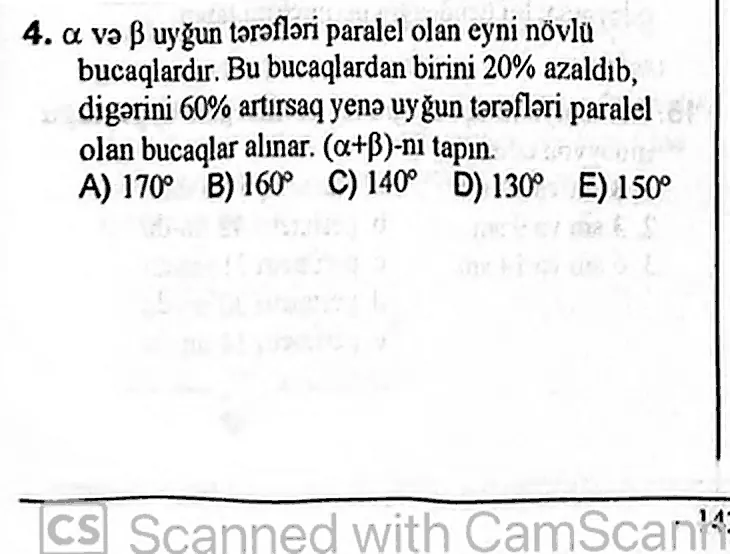 4. α və β uyğun tərəfləri paralel olan eyni növlü
bucaqlardır. Bu bucaqlardan birini 20% azaldıb,
digərini 60% artırsaq yenə uyğun tərəfləri paralel
olan bucaqlar alınar. (α+β)-nı tapın.
A) 170° B) 160° C) 140° D) 130° E) 150°
CS Scanned with CamScann